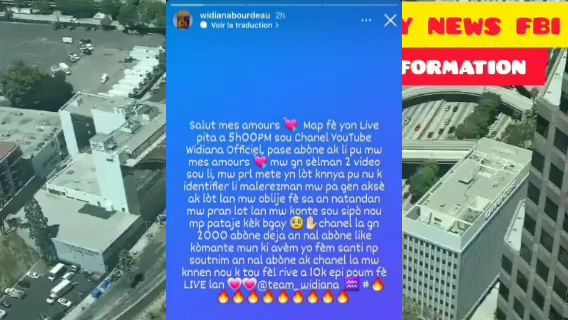 widianabourdeau 2h
Voir la traduction >
Y NEWS FBI
FORMATION
Salut mes amours 💘 Map fè yon Live
pita a 5h00PM sou Chanel YouTube
Widiana Officiel, pase abòne ak li pu mw
mes amours 💘 mw gn sèlman 2 video
sou li, mw prl mete yn lòt knnya pu nu k
identifier li malerezman mw pa gen aksè
ak lòt lan mw oblije fè sa an natandan
mw pran lot lan mw konte sou sipò nou
mp pataje kèk bgay 🥺✋chanel la gn
2000 abòne deja an nal abòne like
kòmante mun ki avèm yo fèm santi np
soutnim an nal abòne ak chanel la mw
knnen nou k tou fèl rive a 10k epi poum fè
LIVE lan 💗💗@team_widiana ♒ #🔥
🔥🔥🔥🔥🔥🔥🔥🔥🔥